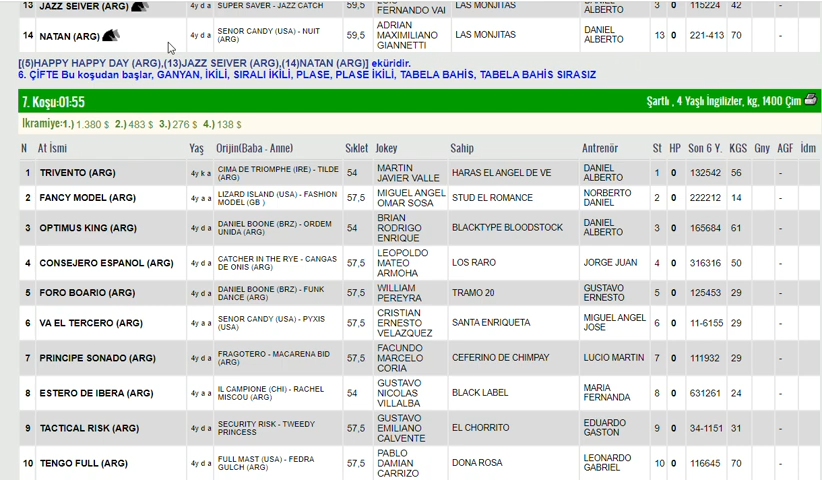 13 JAZZ SEIVER (ARG) 4y d a SUPER SAVER - JAZZ CATCH 59,5 FERNANDO VAI LAS MONJITAS ALBERTO 3 0 115224 42 -
14 NATAN (ARG) 4y d a SENOR CANDY (USA) - NUIT (ARG) 59,5 ADRIAN MAXIMILIANO GIANNETTI LAS MONJITAS DANIEL ALBERTO 13 0 221-413 70 -
[(5)HAPPY HAPPY DAY (ARG),(13)JAZZ SEIVER (ARG),(14)NATAN (ARG)] eküridir.
6. ÇİFTE Bu koşudan başlar, GANYAN, İKİLİ, SIRALI İKİLİ, PLASE, PLASE İKİLİ, TABELA BAHİS, TABELA BAHİS SIRASIZ
7. Koşu:01:55 Şartlı , 4 Yaşlı İngilizler, kg, 1400 Çim
İkramiye:1.) 1.380 $ 2.) 483 $ 3.) 276 $ 4.) 138 $
N At İsmi Yaş Orijin(Baba - Anne) Sıklet Jokey Sahip Antrenör St HP Son 6 Y. KGS Gny AGF İdm
1 TRIVENTO (ARG) 4y k a CIMA DE TRIOMPHE (IRE) - TILDE (ARG) 54 MARTIN JAVIER VALLE HARAS EL ANGEL DE VE DANIEL ALBERTO 1 0 132542 56 -
2 FANCY MODEL (ARG) 4y a a LIZARD ISLAND (USA) - FASHION MODEL (GB ) 57,5 MIGUEL ANGEL OMAR SOSA STUD EL ROMANCE NORBERTO DANIEL 2 0 222212 14 -
3 OPTIMUS KING (ARG) 4y d a DANIEL BOONE (BRZ) - ORDEM UNIDA (ARG) 54 BRIAN RODRIGO ENRIQUE BLACKTYPE BLOODSTOCK DANIEL ALBERTO 3 0 165684 61 -
4 CONSEJERO ESPANOL (ARG) 4y d a CATCHER IN THE RYE - CANGAS DE ONIS (ARG) 57,5 LEOPOLDO MATEO ARMOHA LOS RARO JORGE JUAN 4 0 316316 50 -
5 FORO BOARIO (ARG) 4y d a DANIEL BOONE (BRZ) - FUNK DANCE (ARG) 57,5 WILLIAM PEREYRA TRAMO 20 GUSTAVO ERNESTO 5 0 125453 29 -
6 VA EL TERCERO (ARG) 4y a a SENOR CANDY (USA) - PYXIS (USA) 57,5 CRISTIAN ERNESTO VELAZQUEZ SANTA ENRIQUETA MIGUEL ANGEL JOSE 6 0 11-6155 29 -
7 PRINCIPE SONADO (ARG) 4y d a FRAGOTERO - MACARENA BID (ARG) 57,5 FACUNDO MARCELO CORIA CEFERINO DE CHIMPAY LUCIO MARTIN 7 0 111932 29 -
8 ESTERO DE IBERA (ARG) 4y a a IL CAMPIONE (CHI) - RACHEL MISCOU (ARG) 54 GUSTAVO NICOLAS VILLALBA BLACK LABEL MARIA FERNANDA 8 0 631261 24 -
9 TACTICAL RISK (ARG) 4y d a SECURITY RISK - TWEEDY PRINCESS 57,5 GUSTAVO EMILIANO CALVENTE EL CHORRITO EDUARDO GASTON 9 0 34-1151 31 -
10 TENGO FULL (ARG) 4y d a FULL MAST (USA) - FEDRA GULCH (ARG) 57,5 PABLO DAMIAN CARRIZO DONA ROSA LEONARDO GABRIEL 10 0 116645 70 -